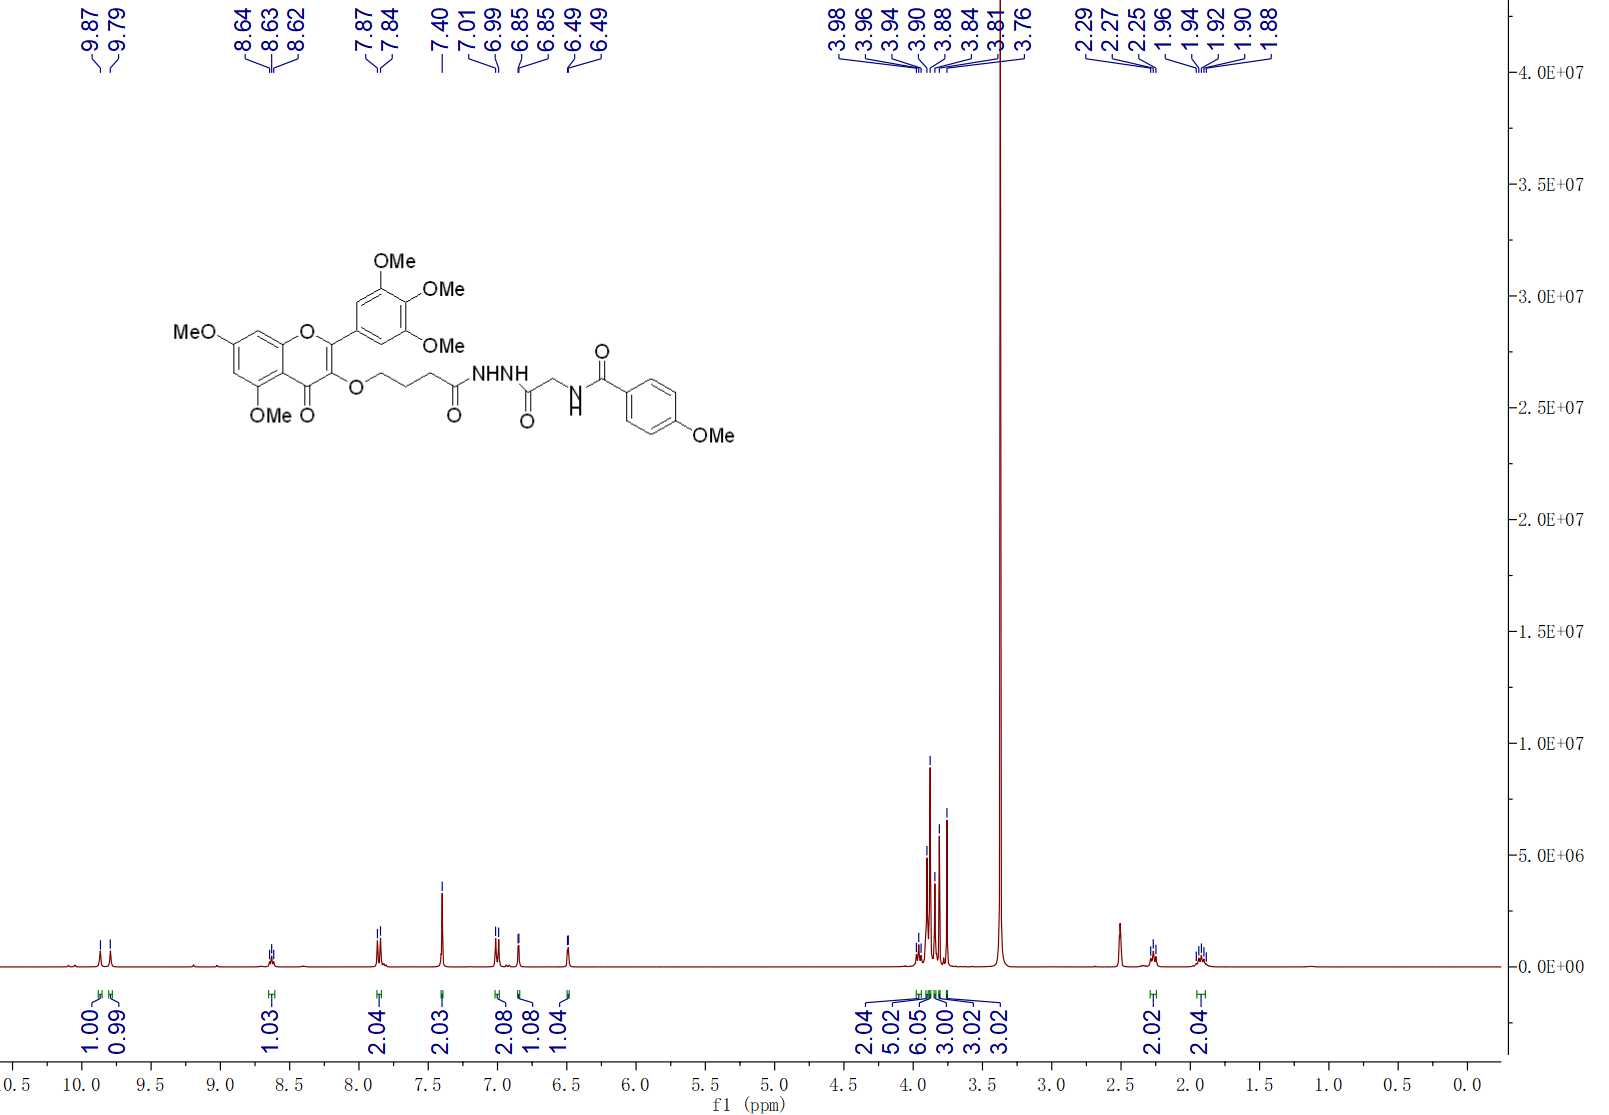 9.87
9.79
8.64
8.63
8.62
7.87
7.84
7.40
7.01
6.99
6.85
6.85
6.49
6.49
3.98
3.96
3.94
3.90
3.88
3.84
3.81
3.76
2.29
2.27
2.25
1.96
1.94
1.92
1.90
1.88
4.0E+07
3.5E+07
3.0E+07
2.5E+07
2.0E+07
1.5E+07
1.0E+07
5.0E+06
0.0E+00
OMe
OMe
MeO
O
OMe
O
NHNH
O
N
H
OMe
O
O
O
OMe
1.00
0.99
1.03
2.04
2.03
2.08
1.08
1.04
2.04
5.02
6.05
3.00
3.02
3.02
2.02
2.04
0.5 10.0 9.5 9.0 8.5 8.0 7.5 7.0 6.5 6.0 5.5 5.0 4.5 4.0 3.5 3.0 2.5 2.0 1.5 1.0 0.5 0.0
f1 (ppm)